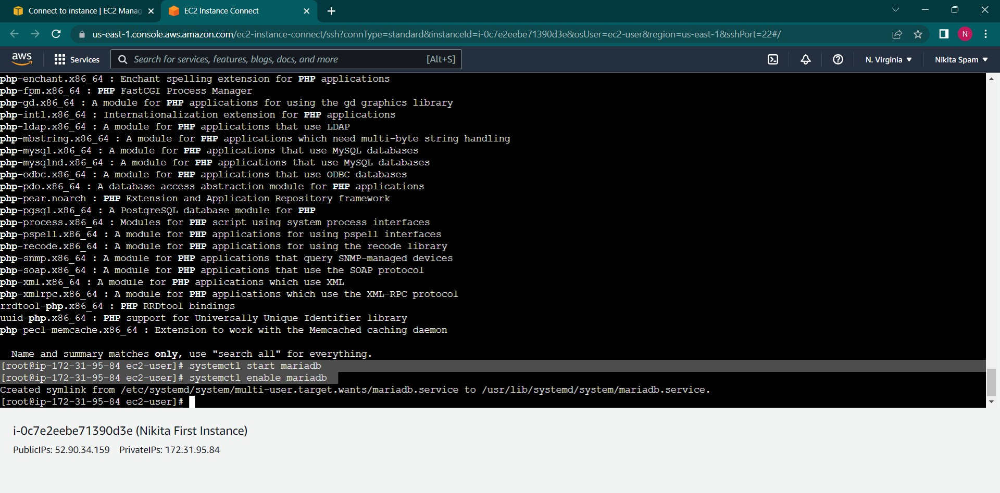 Connect to instance | EC2 Manag
EC2 Instance Connect
us-east-1.console.aws.amazon.com/ec2-instance-connect/ssh?connType=standard&instanceId=i-0c7e2eebe71390d3e&osUser=ec2-user&region=us-east-1&sshPort=22#/
N
aws
Services
Search for services, features, blogs, docs, and more
[Alt+S]
N. Virginia
Nikita Spam
php-enchant.x86_64 : Enchant spelling extension for PHP applications
php-fpm.x86_64 : PHP FastCGI Process Manager
php-gd.x86_64 : A module for PHP applications for using the gd graphics library
php-intl.x86_64 : Internationalization extension for PHP applications
php-ldap.x86_64 : A module for PHP applications that use LDAP
php-mbstring.x86_64 : A module for PHP applications which need multi-byte string handling
php-mysql.x86_64 : A module for PHP applications that use MySQL databases
php-mysqlnd.x86_64 : A module for PHP applications that use MySQL databases
php-odbc.x86_64 : A module for PHP applications that use ODBC databases
php-pdo.x86_64 : A database access abstraction module for PHP applications
php-pear.noarch : PHP Extension and Application Repository framework
php-pgsql.x86_64 : A PostgreSQL database module for PHP
php-process.x86_64 : Modules for PHP script using system process interfaces
php-pspell.x86_64 : A module for PHP applications for using pspell interfaces
php-recode.x86_64 : A module for PHP applications for using the recode library
php-snmp.x86_64 : A module for PHP applications that query SNMP-managed devices
php-soap.x86_64 : A module for PHP applications that use the SOAP protocol
php-xml.x86_64 : A module for PHP applications which use XML
php-xmlrpc.x86_64 : A module for PHP applications which use the XML-RPC protocol
rrdtool-php.x86_64 : PHP RRDtool bindings
uuid-php.x86_64 : PHP support for Universally Unique Identifier library
php-pecl-memcache.x86_64 : Extension to work with the Memcached caching daemon
Name and summary matches only, use "search all" for everything.
[root@ip-172-31-95-84 ec2-user]# systemctl start mariadb
[root@ip-172-31-95-84 ec2-user]# systemctl enable mariadb
Created symlink from /etc/systemd/system/multi-user.target.wants/mariadb.service to /usr/lib/systemd/system/mariadb.service.
[root@ip-172-31-95-84 ec2-user]#
i-0c7e2eebe71390d3e (Nikita First Instance)
PublicIPs: 52.90.34.159 PrivateIPs: 172.31.95.84